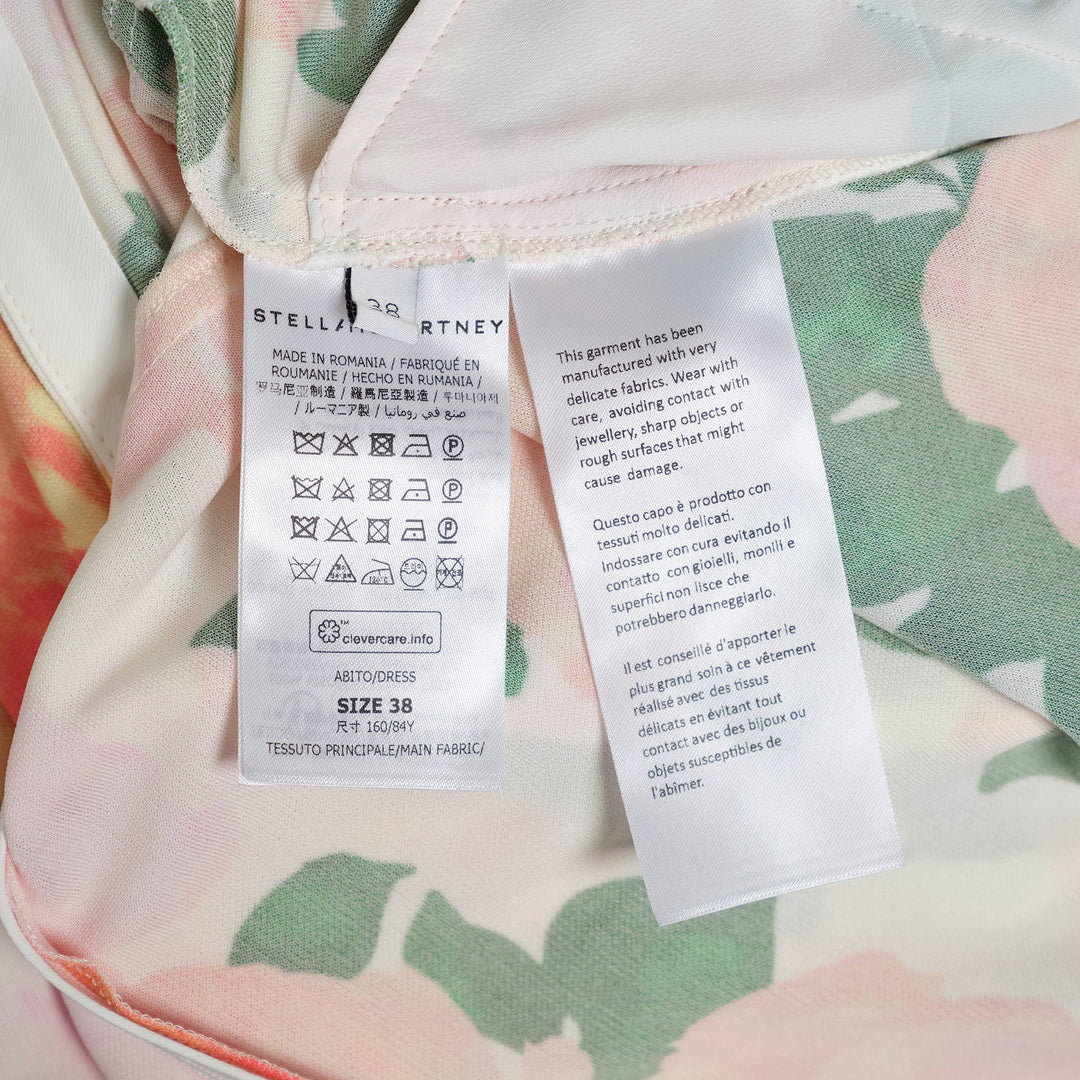 38
STELLA RTNEY
MADE IN ROMANIA / FABRIQUÉ EN
ROUMANIE / HECHO EN RUMANIA /
罗马尼亚制造 / 羅馬尼亞製造 / 루마니아제
/ ルーマニア製 / صنع في رومانيا
120℃
드라이
clevercare.info
ABITO/DRESS
SIZE 38
尺寸 160/84Y
TESSUTO PRINCIPALE/MAIN FABRIC/
This garment has been
manufactured with very
delicate fabrics. Wear with
care, avoiding contact with
jewellery, sharp objects or
rough surfaces that might
cause damage.
Questo capo è prodotto con
tessuti molto delicati.
Indossare con cura evitando il
contatto con gioielli, monili e
superfici non lisce che
potrebbero danneggiarlo.
Il est conseillé d'apporter le
plus grand soin à ce vêtement
réalisé avec des tissus
délicats en évitant tout
contact avec des bijoux ou
objets susceptibles de
l'abîmer.